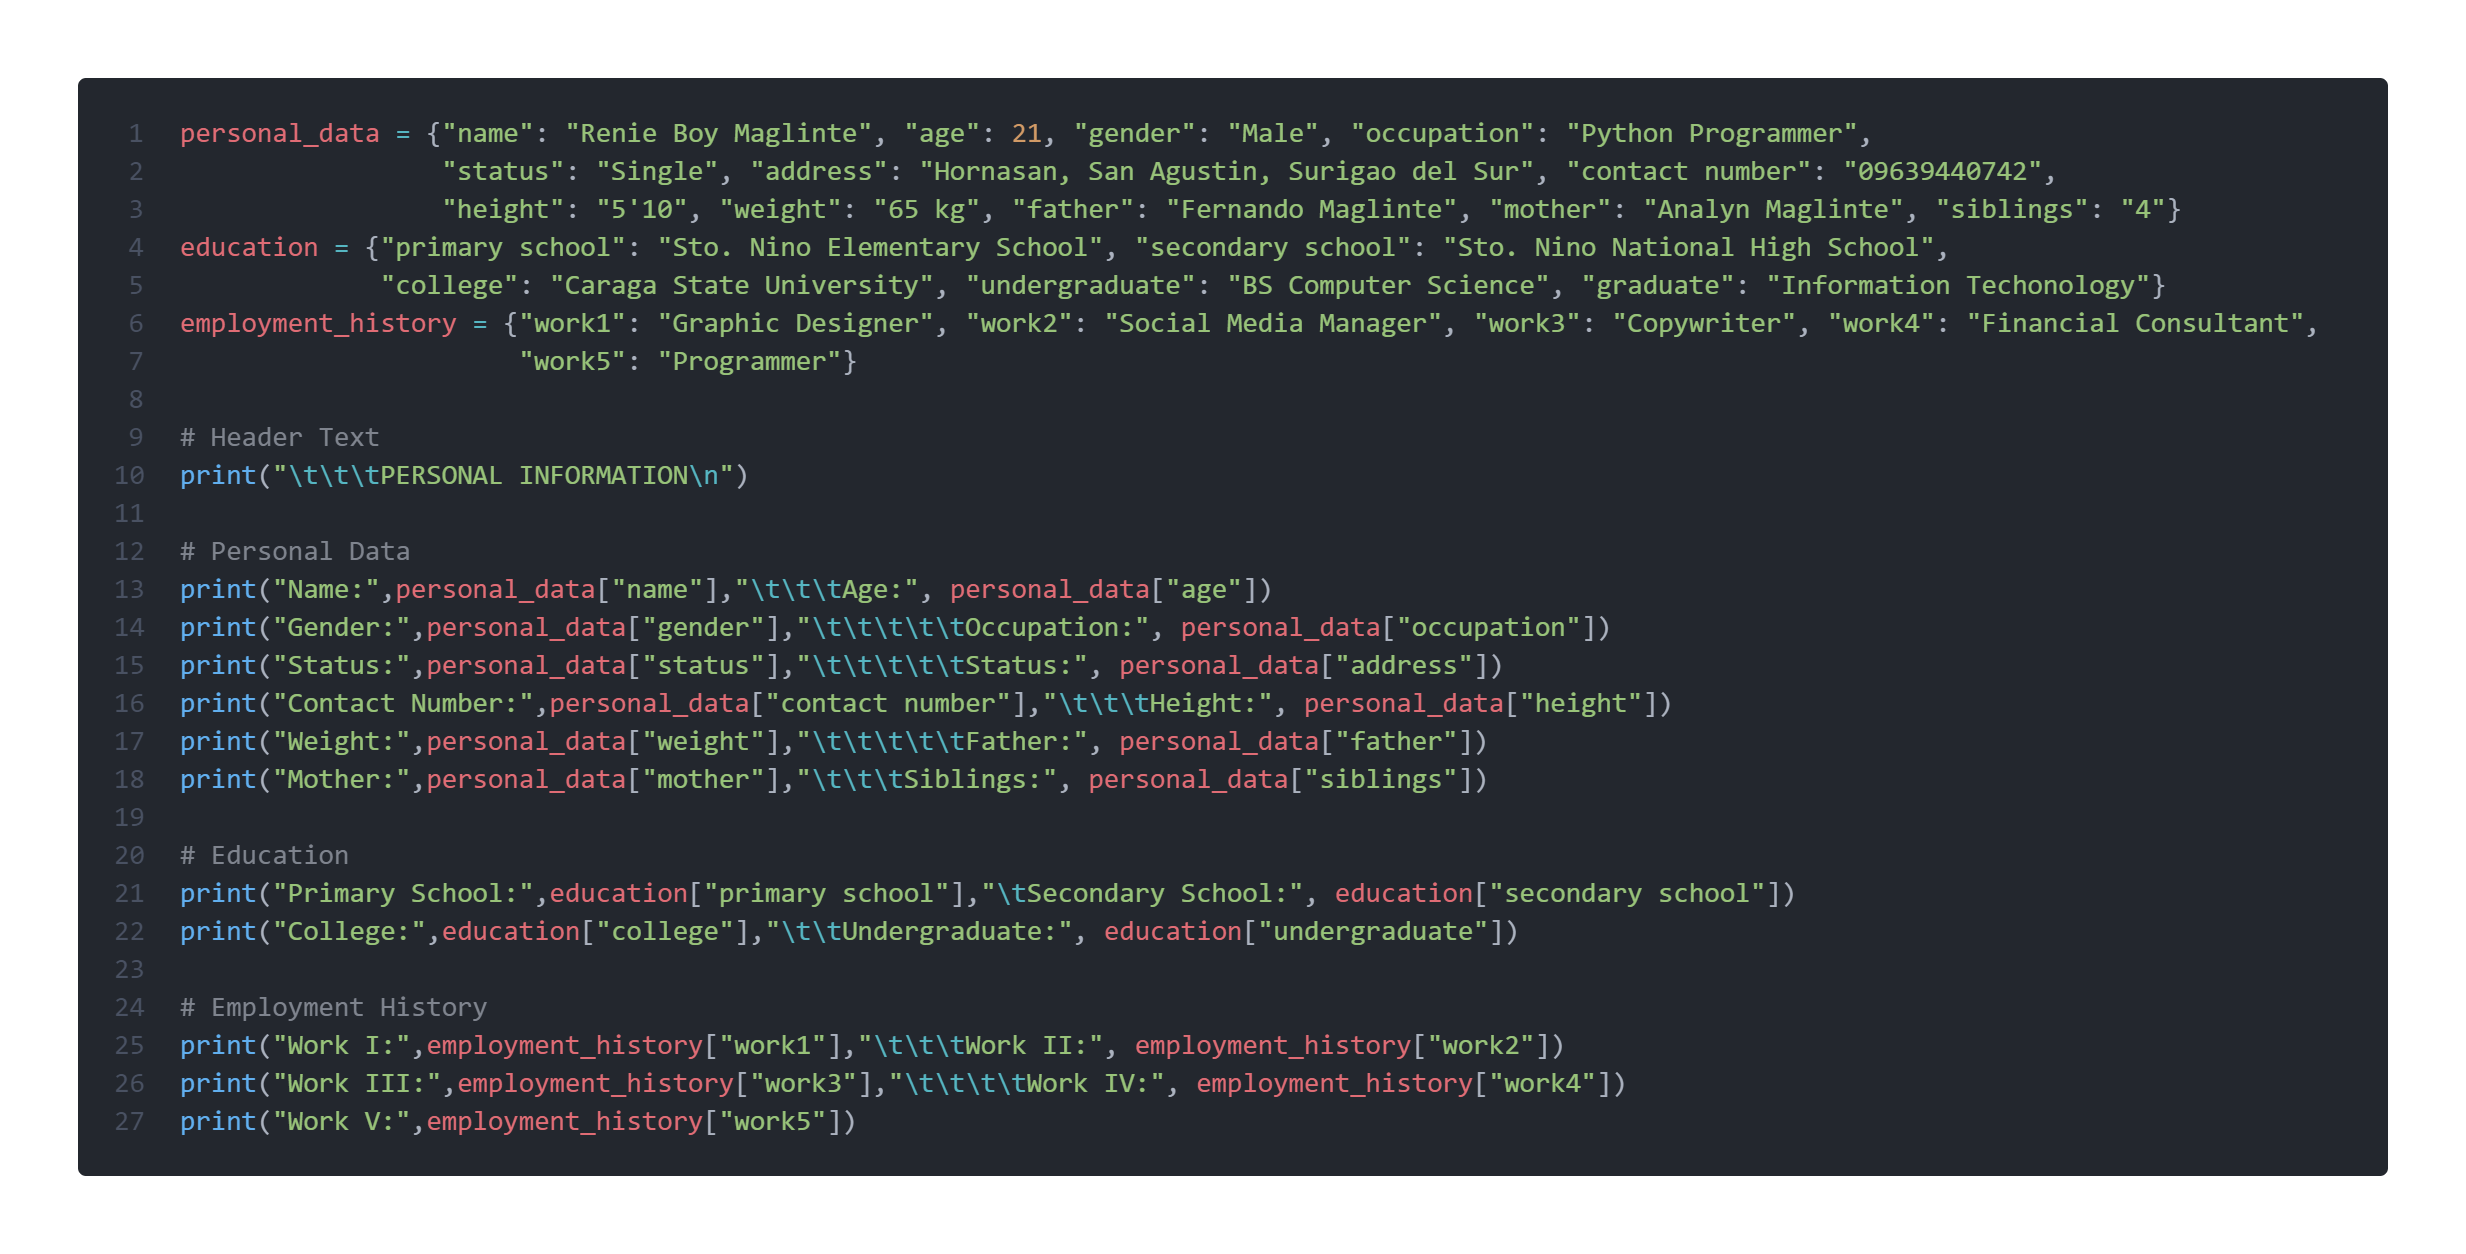 1 personal_data = {"name": "Renie Boy Maglinte", "age": 21, "gender": "Male", "occupation": "Python Programmer",
2 "status": "Single", "address": "Hornasan, San Agustin, Surigao del Sur", "contact number": "09639440742",
3 "height": "5'10", "weight": "65 kg", "father": "Fernando Maglinte", "mother": "Analyn Maglinte", "siblings": "4"}
4 education = {"primary school": "Sto. Nino Elementary School", "secondary school": "Sto. Nino National High School",
5 "college": "Caraga State University", "undergraduate": "BS Computer Science", "graduate": "Information Techonology"}
6 employment_history = {"work1": "Graphic Designer", "work2": "Social Media Manager", "work3": "Copywriter", "work4": "Financial Consultant",
7 "work5": "Programmer"}
8
9 # Header Text
10 print("\t\t\tPERSONAL INFORMATION\n")
11
12 # Personal Data
13 print("Name:",personal_data["name"],"\t\t\tAge:", personal_data["age"])
14 print("Gender:",personal_data["gender"],"\t\t\t\t\tOccupation:", personal_data["occupation"])
15 print("Status:",personal_data["status"],"\t\t\t\t\tStatus:", personal_data["address"])
16 print("Contact Number:",personal_data["contact number"],"\t\t\tHeight:", personal_data["height"])
17 print("Weight:",personal_data["weight"],"\t\t\t\t\tFather:", personal_data["father"])
18 print("Mother:",personal_data["mother"],"\t\t\tSiblings:", personal_data["siblings"])
19
20 # Education
21 print("Primary School:",education["primary school"],"\tSecondary School:", education["secondary school"])
22 print("College:",education["college"],"\t\tUndergraduate:", education["undergraduate"])
23
24 # Employment History
25 print("Work I:",employment_history["work1"],"\t\t\tWork II:", employment_history["work2"])
26 print("Work III:",employment_history["work3"],"\t\t\t\tWork IV:", employment_history["work4"])
27 print("Work V:",employment_history["work5"])